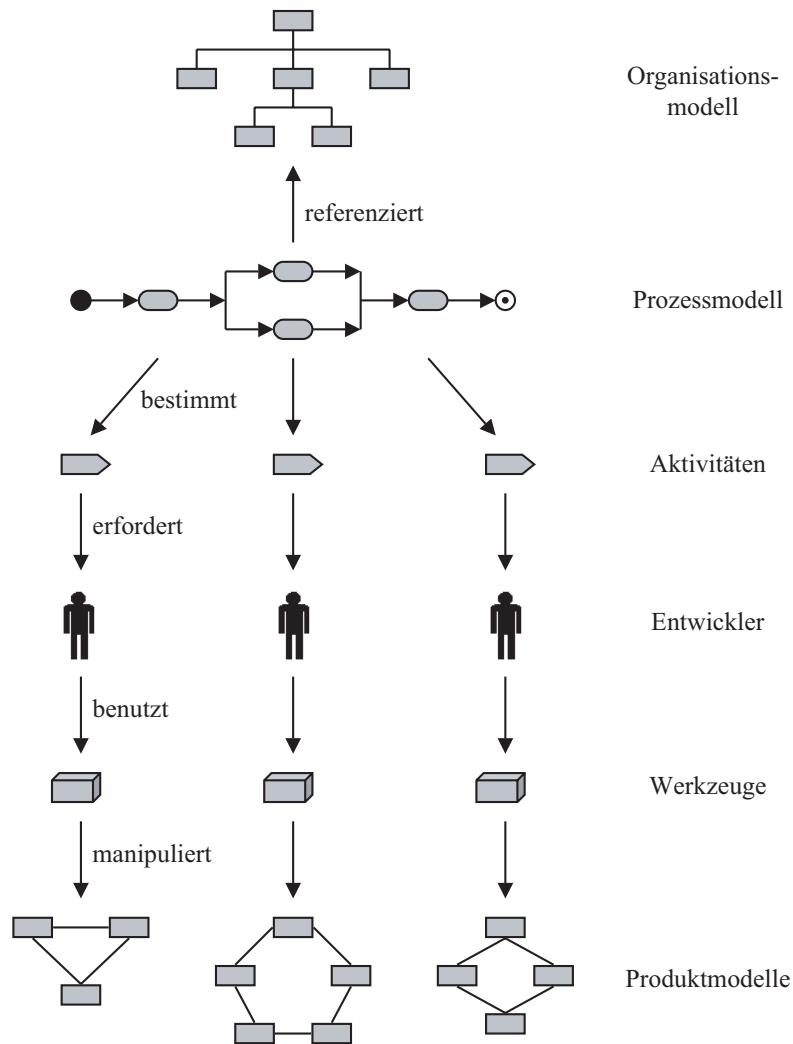 Organisations-
modell
referenziert
Prozessmodell
bestimmt
Aktivitäten
erfordert
Entwickler
benutzt
Werkzeuge
manipuliert
Produktmodelle